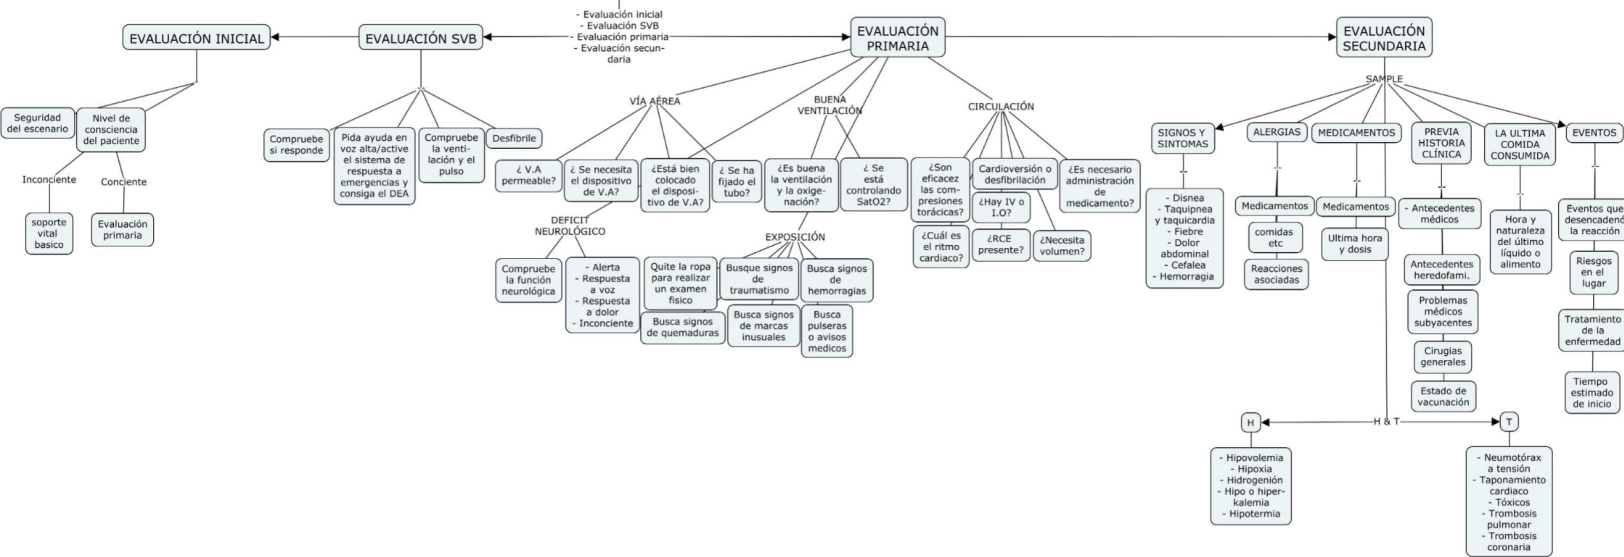 - Evaluación inicial
- Evaluación SVB
- Evaluación primaria
- Evaluación secun-
daria
EVALUACIÓN INICIAL
EVALUACIÓN SVB
EVALUACIÓN
PRIMARIA
EVALUACIÓN
SECUNDARIA
Seguridad
del escenario
Nivel de
consciencia
del paciente
Inconciente
Conciente
soporte
vital
basico
Evaluación
primaria
Compruebe
si responde
Pida ayuda en
voz alta/active
el sistema de
respuesta a
emergencias y
consiga el DEA
Compruebe
la venti-
lación y el
pulso
Desfibrile
VÍA AÉREA
¿ V.A
permeable?
¿ Se necesita
el dispositivo
de V.A?
¿Está bien
colocado
el disposi-
tivo de V.A?
¿ Se ha
fijado el
tubo?
BUENA
VENTILACIÓN
¿Es buena
la ventilación
y la oxige-
nación?
¿ Se
está
controlando
SatO2?
CIRCULACIÓN
¿Son
eficacez
las com-
presiones
torácicas?
Cardioversión o
desfibrilación
¿Es necesario
administración
de
medicamento?
¿Hay IV o
I.O?
¿Cuál es
el ritmo
cardiaco?
¿RCE
presente?
¿Necesita
volumen?
DEFICIT
NEUROLÓGICO
Compruebe
la función
neurológica
- Alerta
- Respuesta
a voz
- Respuesta
a dolor
- Inconciente
EXPOSICIÓN
Quite la ropa
para realizar
un examen
fisico
Busque signos
de
traumatismo
Busca signos
de
hemorragias
Busca signos
de quemaduras
Busca signos
de marcas
inusuales
Busca
pulseras
o avisos
medicos
SAMPLE
SIGNOS Y
SINTOMAS
- Disnea
- Taquipnea
y taquicardia
- Fiebre
- Dolor
abdominal
- Cefalea
- Hemorragia
ALERGIAS
Medicamentos
comidas
etc
Reacciones
asociadas
MEDICAMENTOS
Medicamentos
Ultima hora
y dosis
PREVIA
HISTORIA
CLÍNICA
- Antecedentes
médicos
Antecedentes
heredofami.
Problemas
médicos
subyacentes
Cirugias
generales
Estado de
vacunación
LA ULTIMA
COMIDA
CONSUMIDA
Hora y
naturaleza
del último
líquido o
alimento
EVENTOS
Eventos que
desencadenó
la reacción
Riesgos
en el
lugar
Tratamiento
de la
enfermedad
Tiempo
estimado
de inicio
H & T
H
- Hipovolemia
- Hipoxia
- Hidrogenión
- Hipo o hiper-
kalemia
- Hipotermia
T
- Neumotórax
a tensión
- Taponamiento
cardiaco
- Tóxicos
- Trombosis
pulmonar
- Trombosis
coronaria